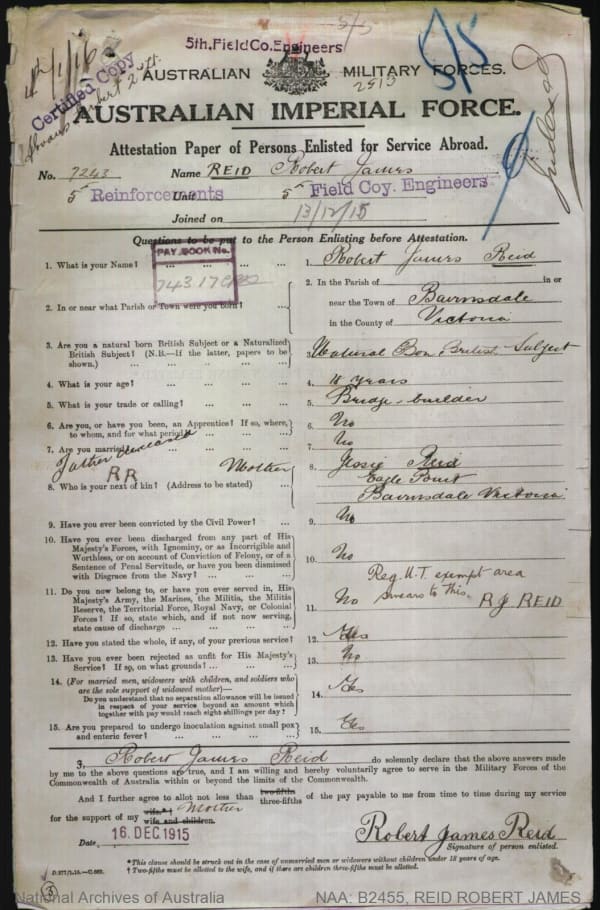 5th. Field Co. Engineers
Certified Copy
AUSTRALIAN MILITARY FORCES.
AUSTRALIAN IMPERIAL FORCE.
Attestation Paper of Persons Enlisted for Service Abroad.
No. 7243 Name REID Robert James
5th Reinforcements Unit 5th Field Coy. Engineers
Joined on 13/12/15
Questions to be put to the Person Enlisting before Attestation.
PAY BOOK No.
1. What is your Name? ... 1. Robert James Reid
2. In or near what Parish or Town were you born? ... 2. In the Parish of in or
near the Town of Bairnsdale
in the County of Victoria
3. Are you a natural born British Subject or a Naturalized
British Subject? (N.B.—If the latter, papers to be
shown.) ... 3. Natural Born British Subject
4. What is your age? ... 4. years
5. What is your trade or calling? ... 5. Bridge-builder
6. Are you, or have you been, an Apprentice? If so, where,
to whom, and for what period? ... 6. No
7. Are you married? ... 7. No
Father deceased
RR
Mother
8. Who is your next of kin? (Address to be stated) ... 8. Jessie Reid
Eagle Point
Bairnsdale Victoria
9. Have you ever been convicted by the Civil Power? ... 9. No
10. Have you ever been discharged from any part of His
Majesty's Forces, with Ignominy, or as Incorrigible and
Worthless, or on account of Conviction of Felony, or of a
Sentence of Penal Servitude, or have you been dismissed
with Disgrace from the Navy? ... 10. No
11. Do you now belong to, or have you ever served in, His
Majesty's Army, the Marines, the Militia, the Militia
Reserve, the Territorial Force, Royal Navy, or Colonial
Forces? If so, state which, and if not now serving,
state cause of discharge ... 11. No
Reg. U.T. exempt area
swears to this. R J REID
12. Have you stated the whole, if any, of your previous service? 12. Yes
13. Have you ever been rejected as unfit for His Majesty's
Service? If so, on what grounds? ... 13. No
14. (For married men, widowers with children, and soldiers who
are the sole support of widowed mother)—
Do you understand that no separation allowance will be issued
in respect of your service beyond an amount which
together with pay would reach eight shillings per day? 14. Yes
15. Are you prepared to undergo inoculation against small pox
and enteric fever? ... 15. Yes
I, Robert James Reid do solemnly declare that the above answers made
by me to the above questions are true, and I am willing and hereby voluntarily agree to serve in the Military Forces of the
Commonwealth of Australia within or beyond the limits of the Commonwealth.
And I further agree to allot not less than two-fifths three-fifths of the pay payable to me from time to time during my service
for the support of my wife.* wife and children. Mother
Date 16 DEC 1915
Robert James Reid
Signature of person enlisted.
*This clause should be struck out in the case of unmarried men or widowers without children under 18 years of age.
† Two-fifths must be allotted to the wife, and if there are children three-fifths must be allotted.
National Archives of Australia NAA: B2455, REID ROBERT JAMES